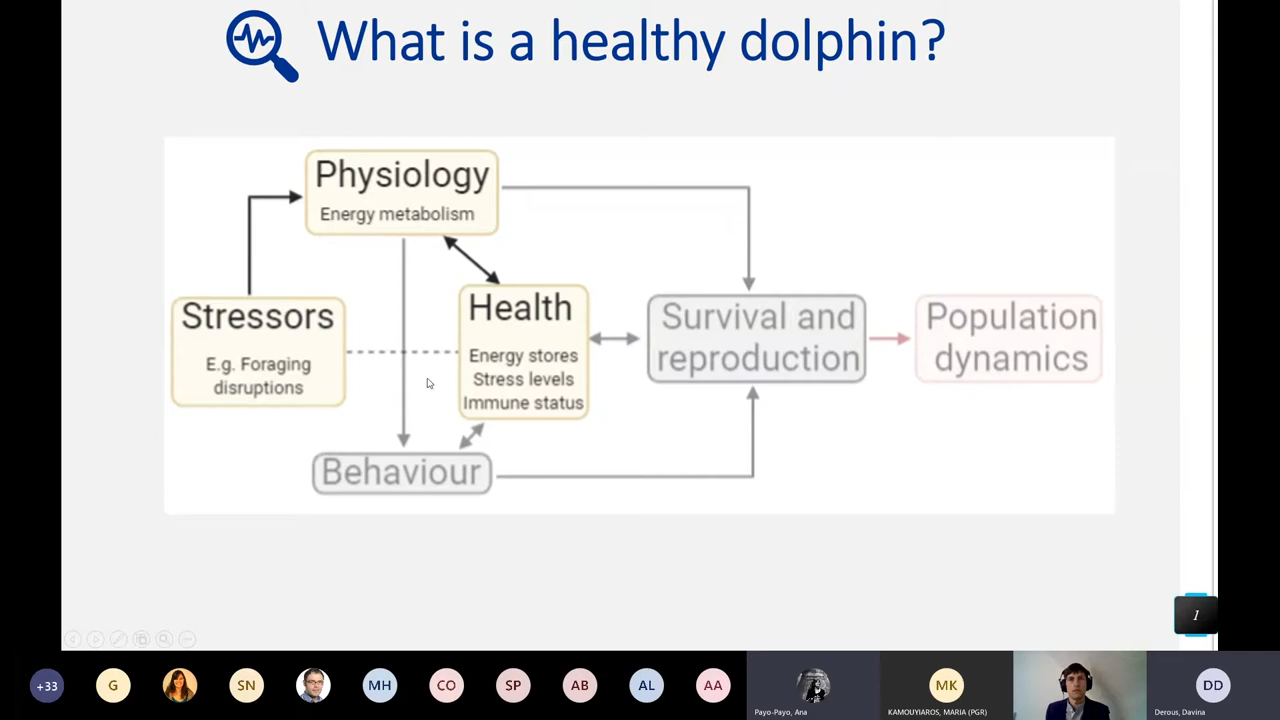 What is a healthy dolphin?
Physiology
Energy metabolism
Stressors
E.g. Foraging
disruptions
Health
Energy stores
Stress levels
Immune status
Survival and
reproduction
Population
dynamics
Behaviour
1
+33
G
SN
MH
CO
SP
AB
AL
AA
Payo-Payo, Ana
MK
KAMOUYIAROS, MARIA (PGR)
DD
Derous, Davina